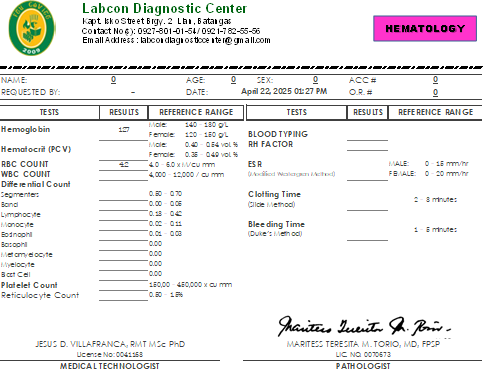 Labcon Diagnostic Center
Kapt. Isko Street Brgy. 2 Libni, Batangas
Contact No(s): 0927-801-01-54/ 0921-782-55-56
Email Address: labcondiagnosticcenter@gmail.com
HEMATOLOGY
2009
NAME: 0 AGE: 0 SEX: 0 ACC # 0
REQUESTED BY: - DATE: April 22, 2025 01:27 PM O.R. # 0
TESTS RESULTS REFERENCE RANGE TESTS RESULTS REFERENCE RANGE
Hemoglobin 127 Male: 140 - 180 g/L
Female: 120 - 150 g/L
BLOOD TYPING
Hematocrit (PCV) Male: 0.40 - 0.54 vol %
Female: 0.35 - 0.49 vol %
RH FACTOR
RBC COUNT 4.2 4.0 - 6.0 x M/cu mm ESR MALE: 0 - 15 mm/hr
WBC COUNT 4,000 - 12,000 / cu mm (Modified Westergren Method) FEMALE: 0 - 20 mm/hr
Differential Count
Segmenters 0.50 - 0.70 Clotting Time
Band 0.00 - 0.05 (Slide Method) 2 - 8 minutes
Lymphocyte 0.18 - 0.42
Monocyte 0.02 - 0.11 Bleeding Time
Eosinophil 0.01 - 0.03 (Duke's Method) 1 - 5 minutes
Basophil 0.00
Metamyelocyte 0.00
Myelocyte 0.00
Blast Cell 0.00
Platelet Count 150,00 - 450,000 x cu mm
Reticulocyte Count 0.50 - 1.5%
JESUS D. VILLAFRANCA, RMT MSc PhD MARITESS TERESITA M. TORIO, MD, FPSP
License No: 0041153 LIC. NO. 0070673
MEDICAL TECHNOLOGIST PATHOLOGIST